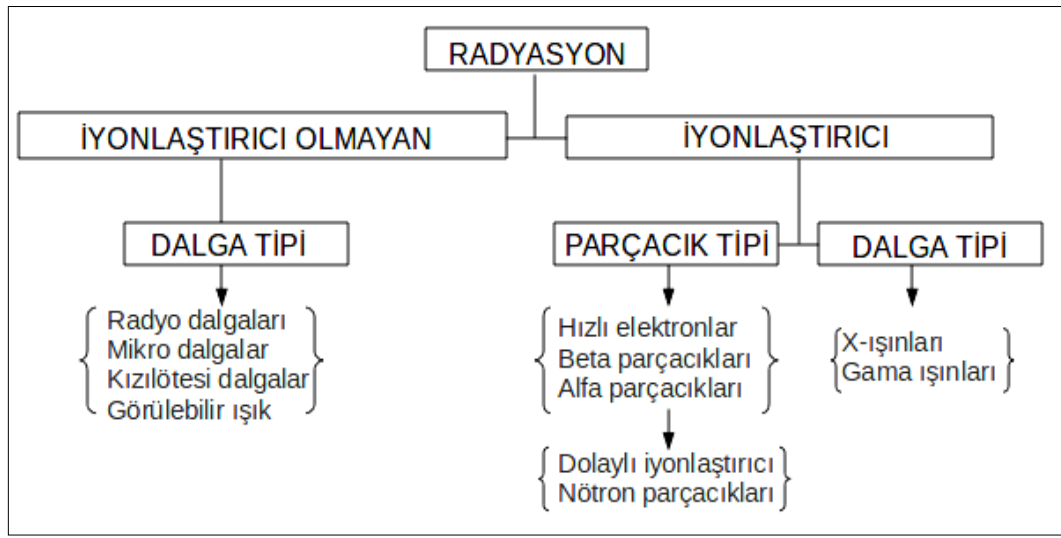 RADYASYON
İYONLAŞTIRICI OLMAYAN
İYONLAŞTIRICI
DALGA TİPİ
PARÇACIK TİPİ
DALGA TİPİ
Radyo dalgaları
Mikro dalgalar
Kızılötesi dalgalar
Görülebilir ışık
Hızlı elektronlar
Beta parçacıkları
Alfa parçacıkları
X-ışınları
Gama ışınları
Dolaylı iyonlaştırıcı
Nötron parçacıkları